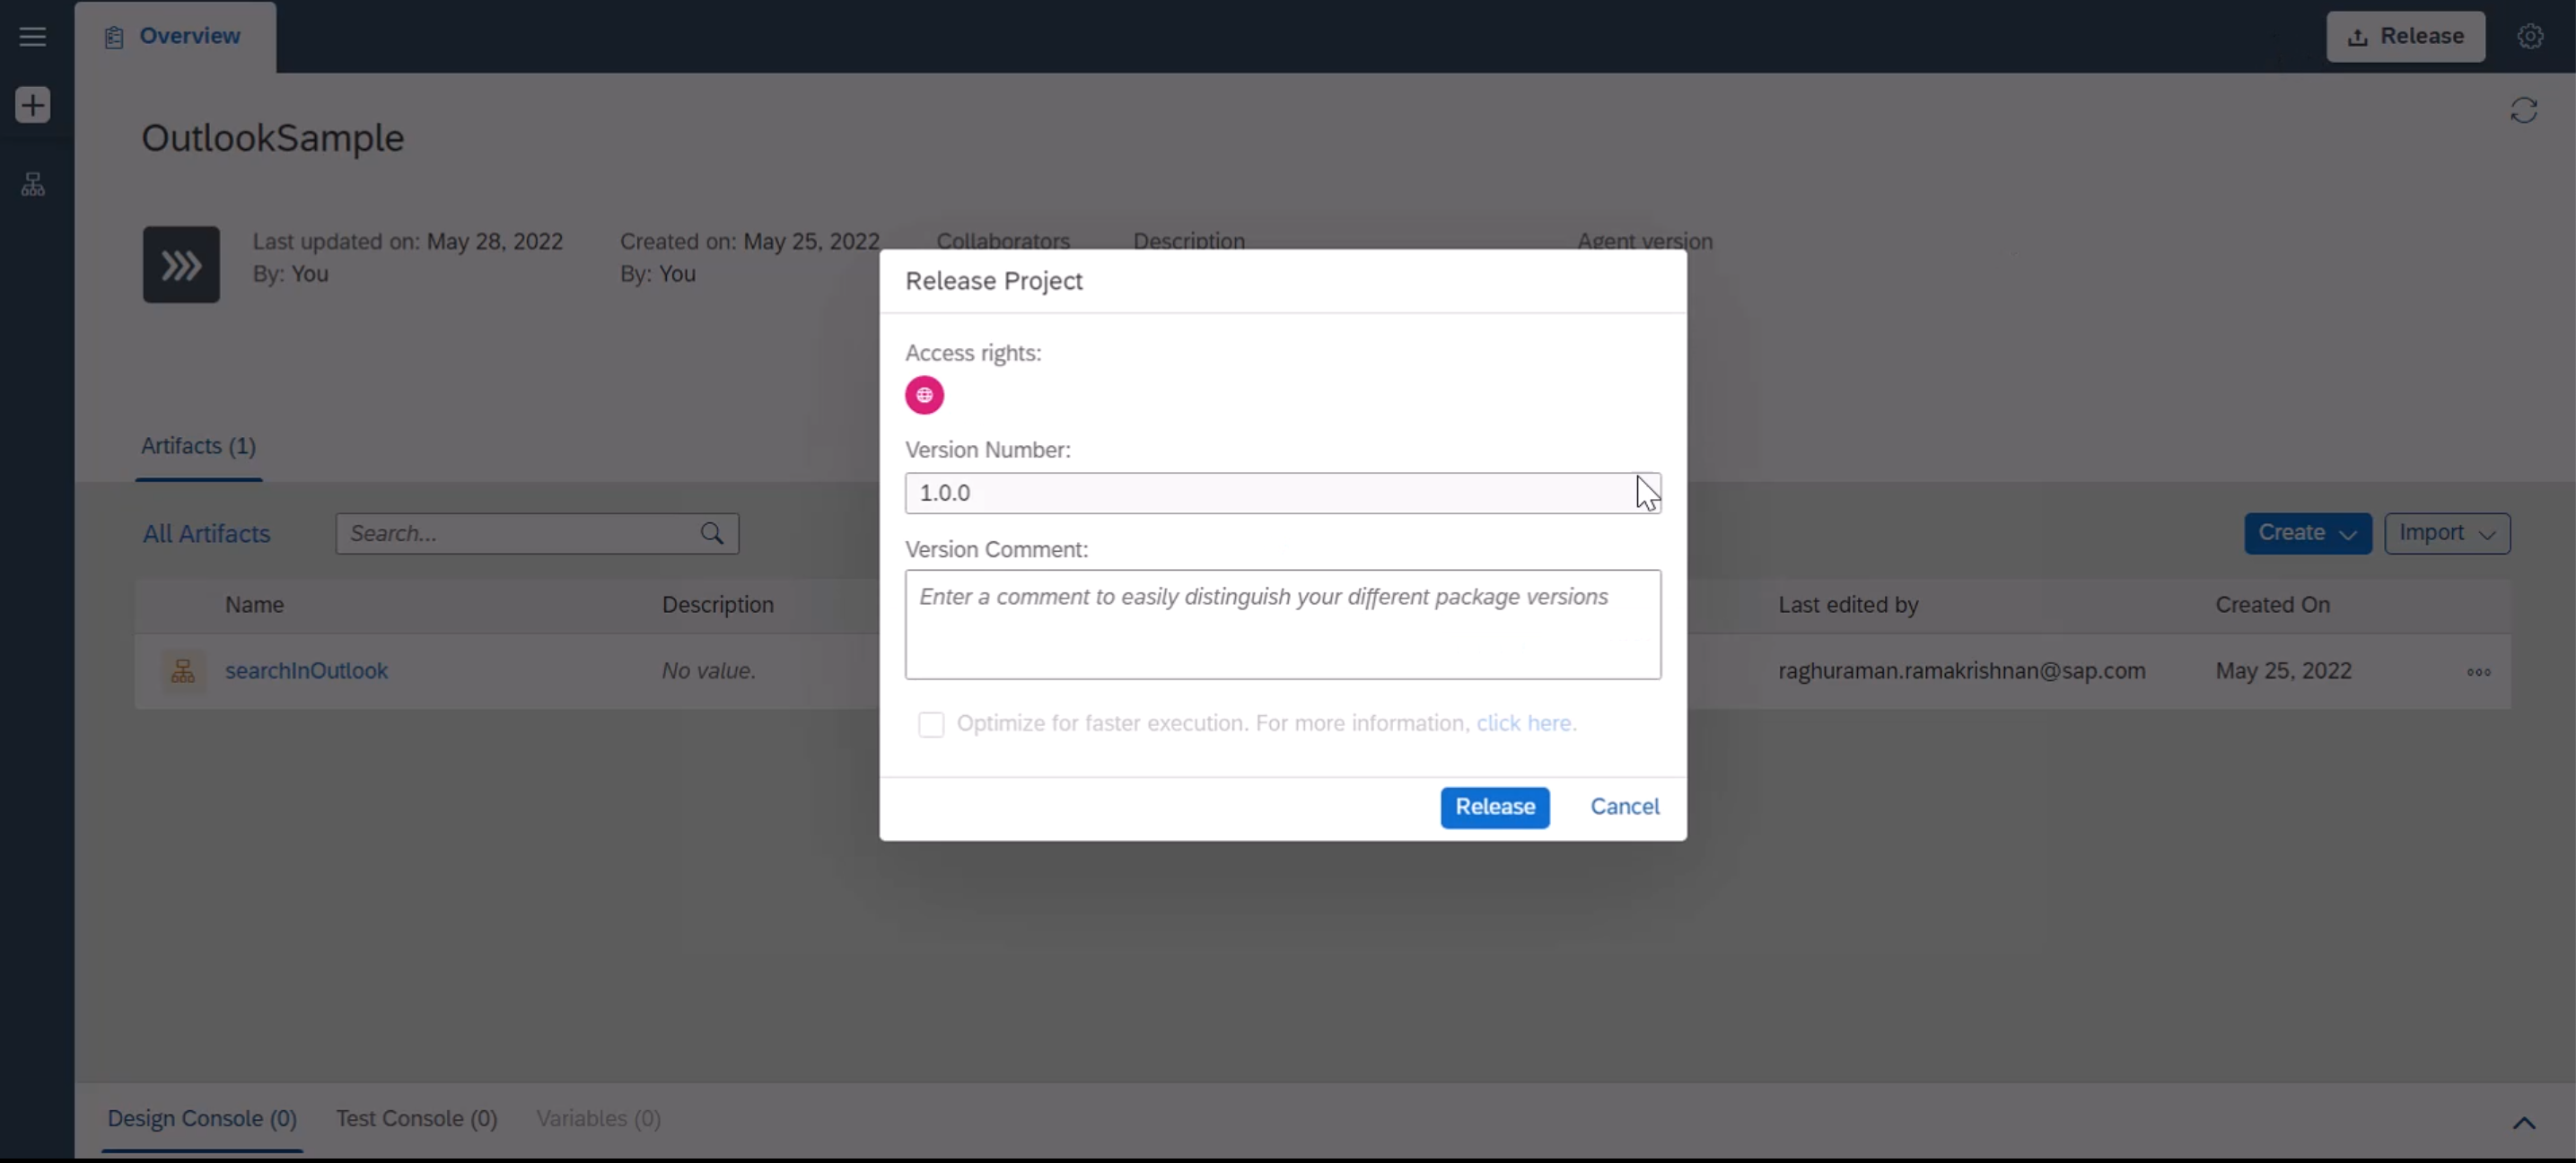 Overview
Release
OutlookSample
Last updated on: May 28, 2022
By: You
Created on: May 25, 2022
By: You
Collaborators
Description
Agent version
Release Project
Access rights:
Version Number:
1.0.0
Version Comment:
Enter a comment to easily distinguish your different package versions
Optimize for faster execution. For more information, click here.
Release
Cancel
Artifacts (1)
All Artifacts
Search...
Create
Import
Name
Description
Last edited by
Created On
searchInOutlook
No value.
raghuraman.ramakrishnan@sap.com
May 25, 2022
Design Console (0)
Test Console (0)
Variables (0)